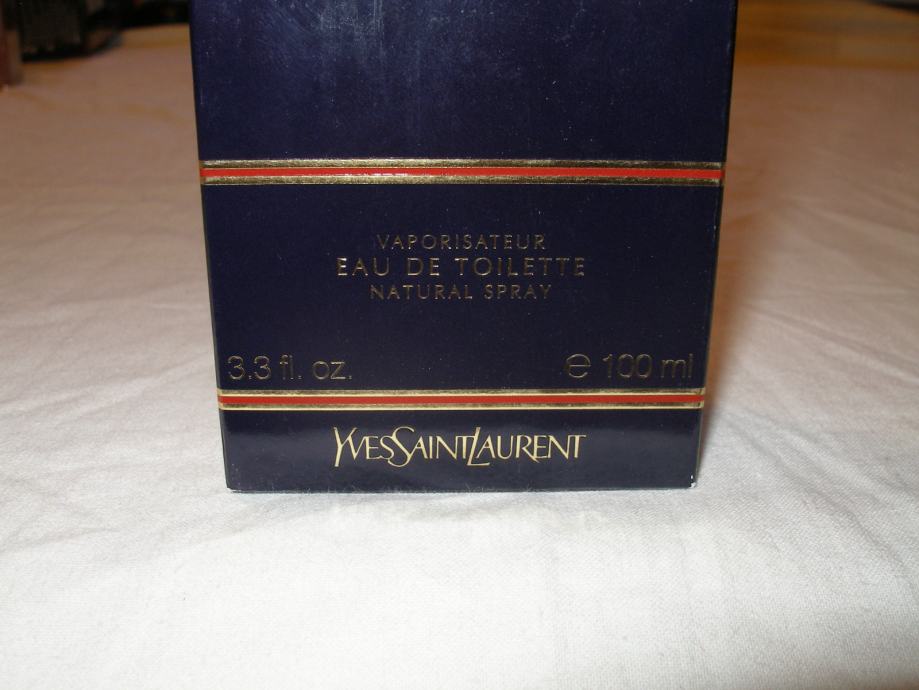 VAPORISATEUR
EAU DE TOILETTE
NATURAL SPRAY
3.3 fl. oz. ℮ 100 ml
YVESSAINTLAURENT